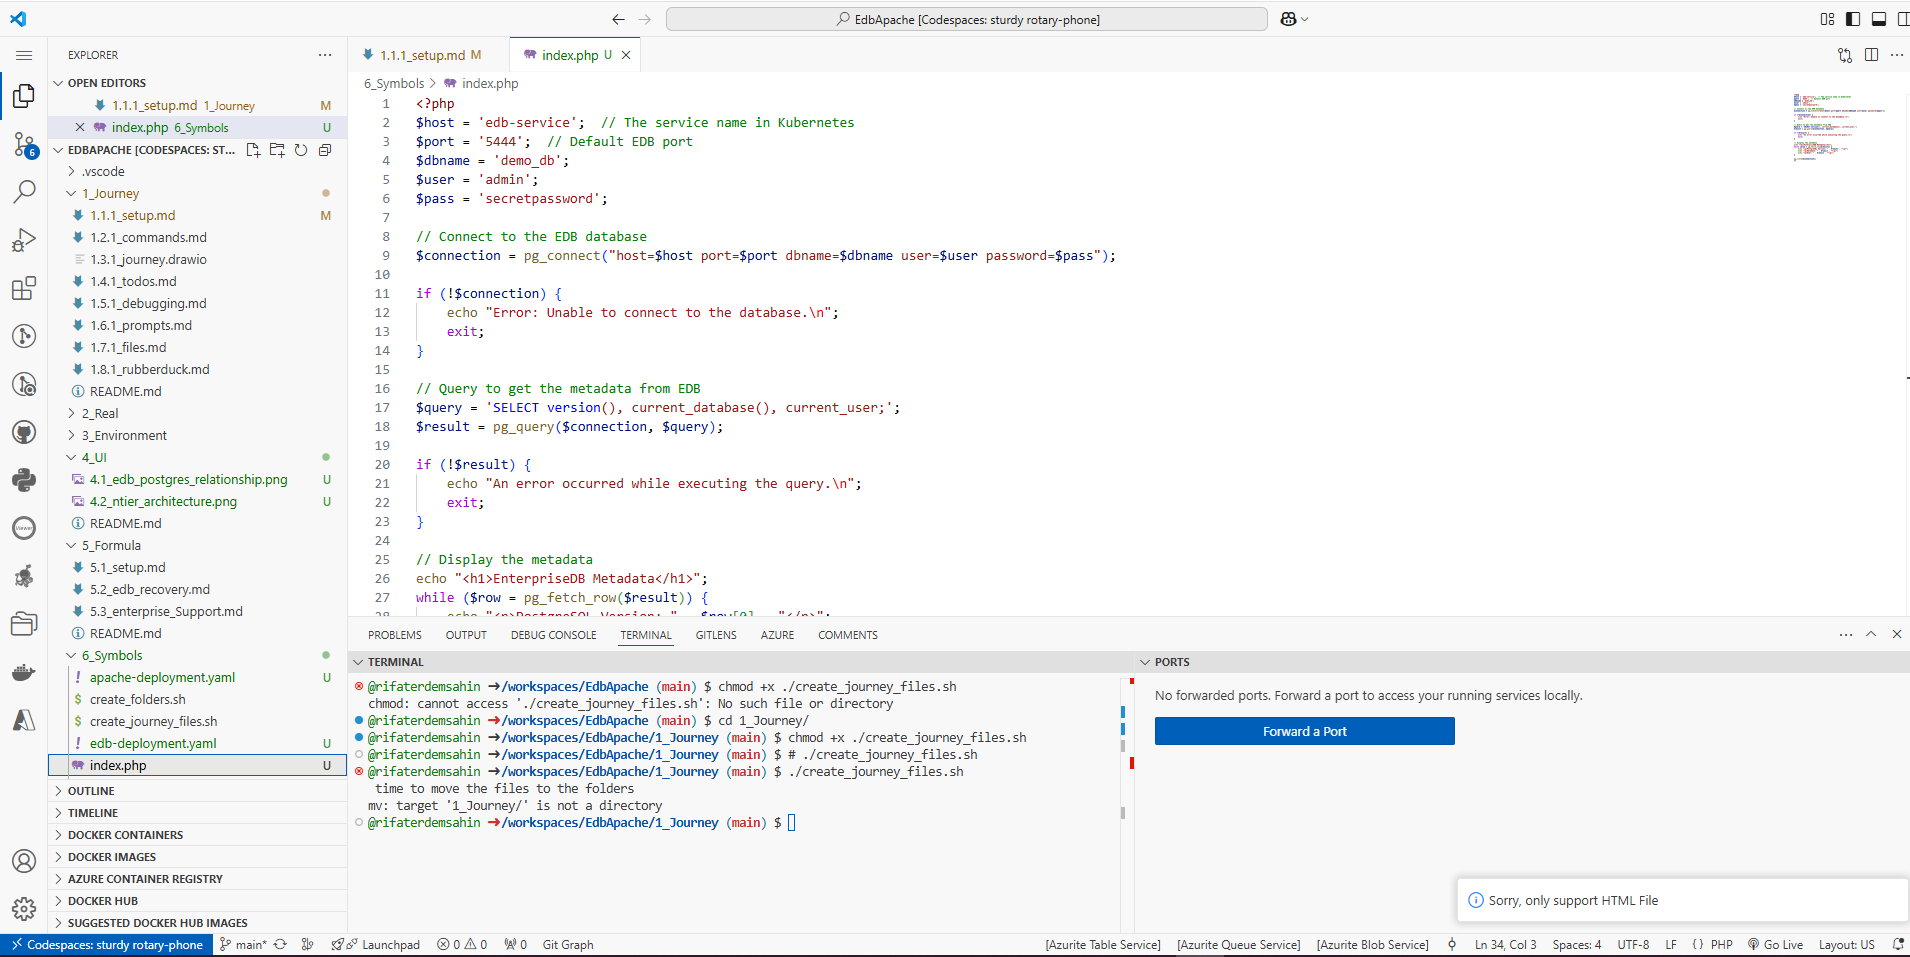 EdbApache [Codespaces: sturdy rotary-phone]
EXPLORER
OPEN EDITORS
1.1.1_setup.md 1_Journey M
index.php 6_Symbols U
EDBAPACHE [CODESPACES: ST...
.vscode
1_Journey
1.1.1_setup.md M
1.2.1_commands.md
1.3.1_journey.drawio
1.4.1_todos.md
1.5.1_debugging.md
1.6.1_prompts.md
1.7.1_files.md
1.8.1_rubberduck.md
README.md
2_Real
3_Environment
4_UI
4.1_edb_postgres_relationship.png U
4.2_ntier_architecture.png U
README.md
5_Formula
5.1_setup.md
5.2_edb_recovery.md
5.3_enterprise_Support.md
README.md
6_Symbols
apache-deployment.yaml U
create_folders.sh
create_journey_files.sh
edb-deployment.yaml U
index.php U
OUTLINE
TIMELINE
DOCKER CONTAINERS
DOCKER IMAGES
AZURE CONTAINER REGISTRY
DOCKER HUB
SUGGESTED DOCKER HUB IMAGES
6
1.1.1_setup.md M
index.php U
6_Symbols > index.php
1 <?php
2 $host = 'edb-service';  // The service name in Kubernetes
3 $port = '5444';  // Default EDB port
4 $dbname = 'demo_db';
5 $user = 'admin';
6 $pass = 'secretpassword';
7
8 // Connect to the EDB database
9 $connection = pg_connect("host=$host port=$port dbname=$dbname user=$user password=$pass");
10
11 if (!$connection) {
12     echo "Error: Unable to connect to the database.\n";
13     exit;
14 }
15
16 // Query to get the metadata from EDB
17 $query = 'SELECT version(), current_database(), current_user;';
18 $result = pg_query($connection, $query);
19
20 if (!$result) {
21     echo "An error occurred while executing the query.\n";
22     exit;
23 }
24
25 // Display the metadata
26 echo "<h1>EnterpriseDB Metadata</h1>";
27 while ($row = pg_fetch_row($result)) {
28     echo "<p>PostgreSQL Version: " . $row[0] . "</p>";
PROBLEMS OUTPUT DEBUG CONSOLE TERMINAL GITLENS AZURE COMMENTS
TERMINAL
@rifaterdemsahin ➜/workspaces/EdbApache (main) $ chmod +x ./create_journey_files.sh
chmod: cannot access './create_journey_files.sh': No such file or directory
@rifaterdemsahin ➜/workspaces/EdbApache (main) $ cd 1_Journey/
@rifaterdemsahin ➜/workspaces/EdbApache/1_Journey (main) $ chmod +x ./create_journey_files.sh
@rifaterdemsahin ➜/workspaces/EdbApache/1_Journey (main) $ # ./create_journey_files.sh
@rifaterdemsahin ➜/workspaces/EdbApache/1_Journey (main) $ ./create_journey_files.sh
time to move the files to the folders
mv: target '1_Journey/' is not a directory
@rifaterdemsahin ➜/workspaces/EdbApache/1_Journey (main) $
PORTS
No forwarded ports. Forward a port to access your running services locally.
Forward a Port
Sorry, only support HTML File
Codespaces: sturdy rotary-phone main* Launchpad 0 0 0 Git Graph [Azurite Table Service] [Azurite Queue Service] [Azurite Blob Service] Ln 34, Col 3 Spaces: 4 UTF-8 LF { } PHP Go Live Layout: US